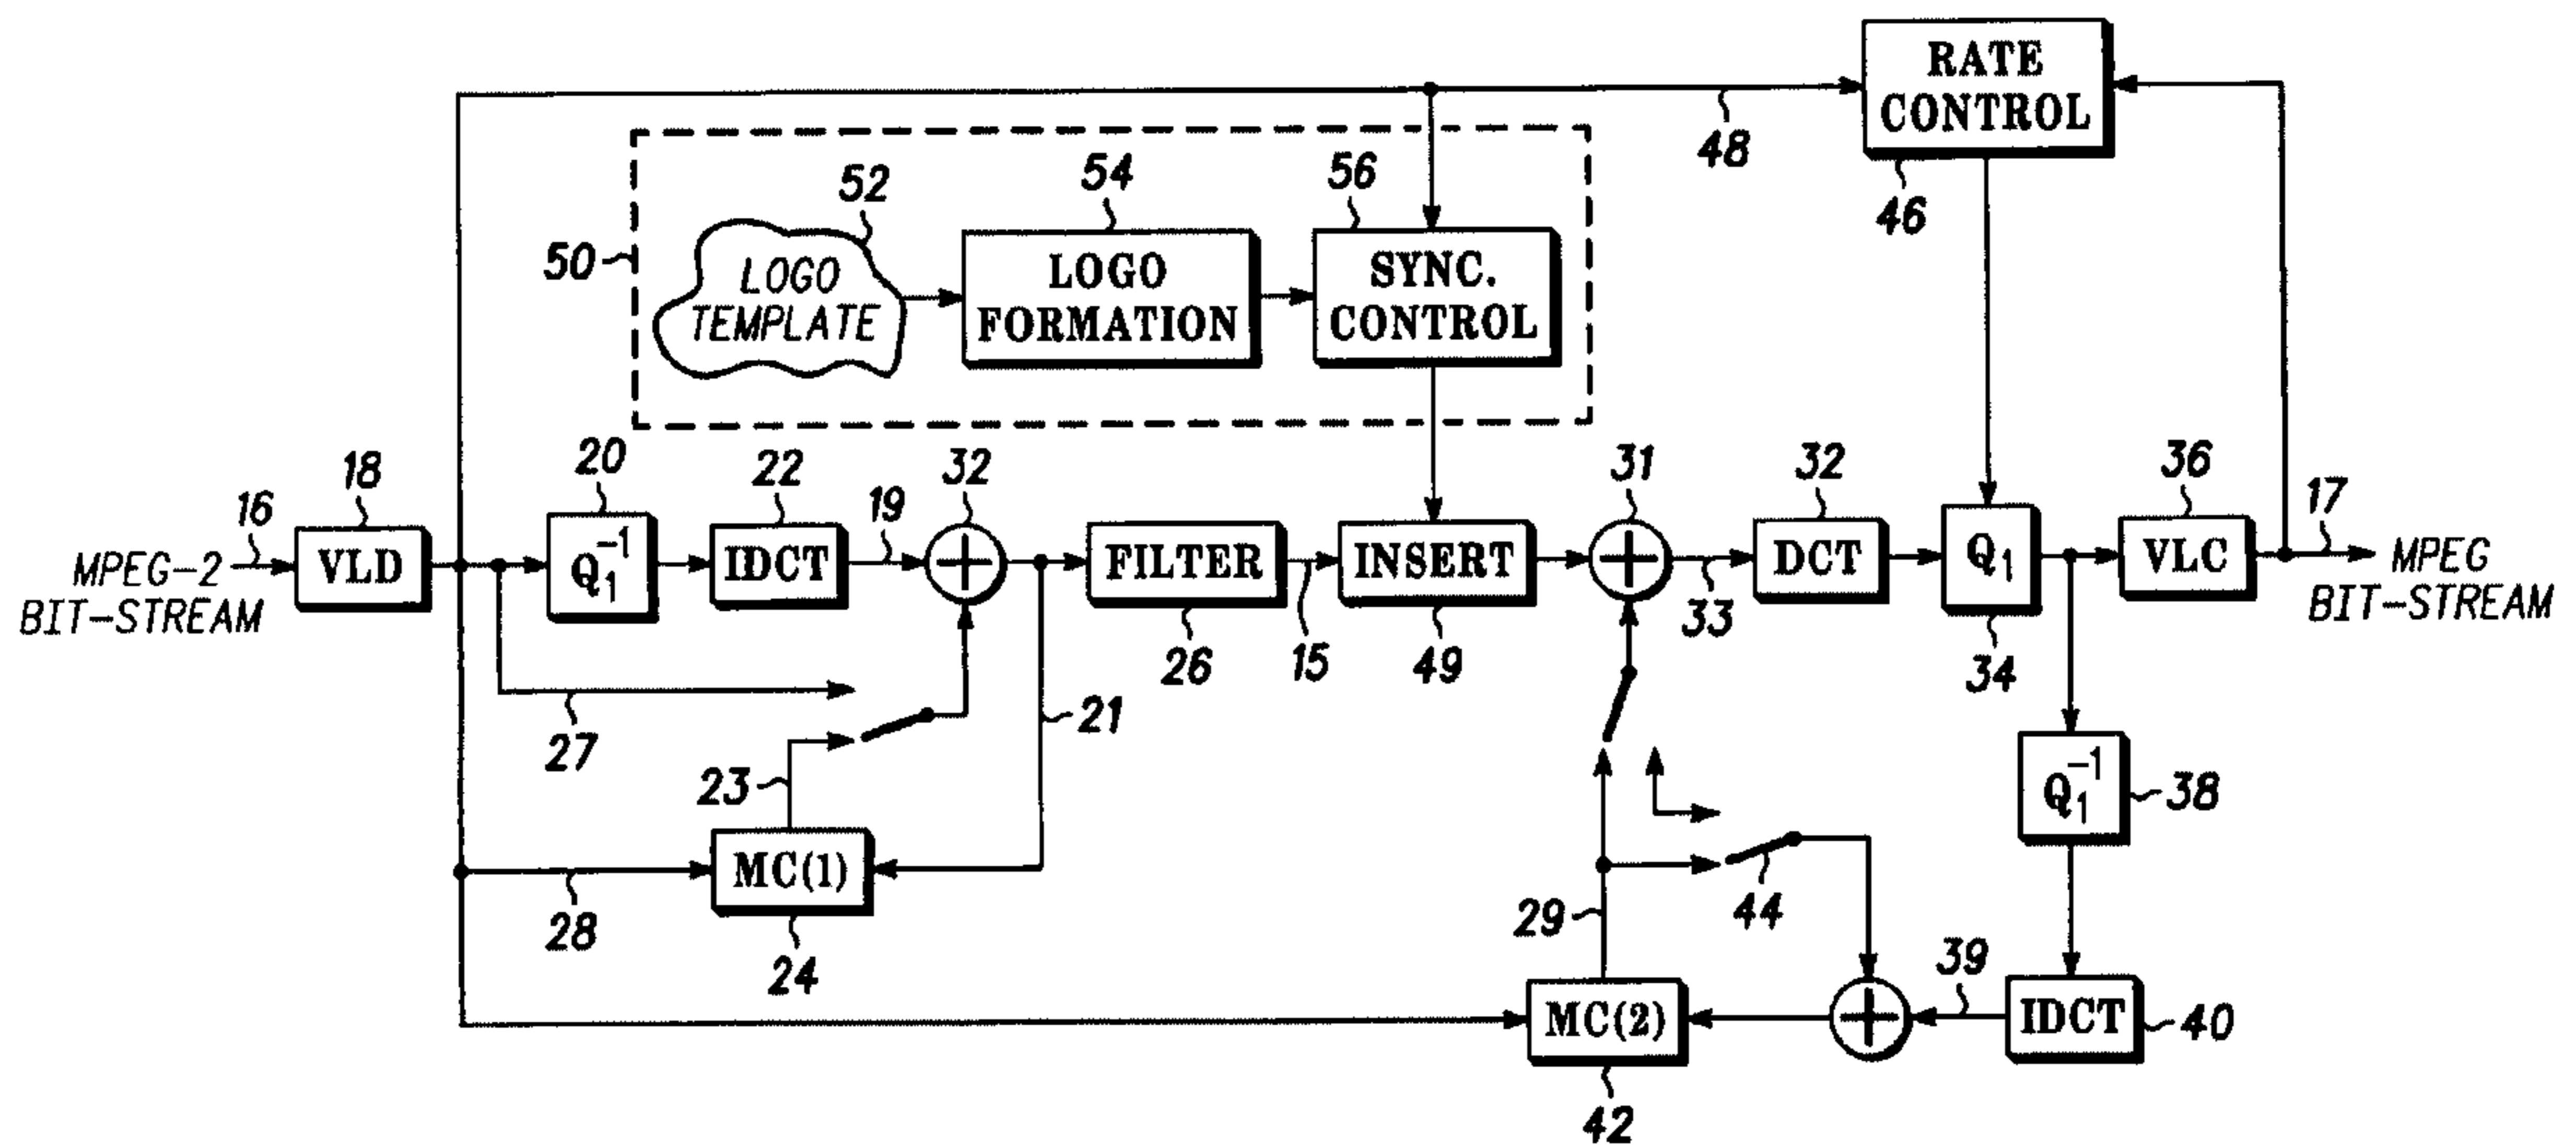 RATE
CONTROL
48
46
50
52
LOGO
TEMPLATE
54
LOGO
FORMATION
56
SYNC.
CONTROL
MPEG-2
BIT-STREAM
16
18
VLD
20
Q₁⁻¹
22
IDCT
19
32
+
FILTER
26
15
INSERT
49
31
+
33
32
DCT
Q₁
34
36
VLC
17
MPEG
BIT-STREAM
27
23
21
28
MC(1)
24
29
44
Q₁⁻¹
38
MC(2)
42
+
39
IDCT
40